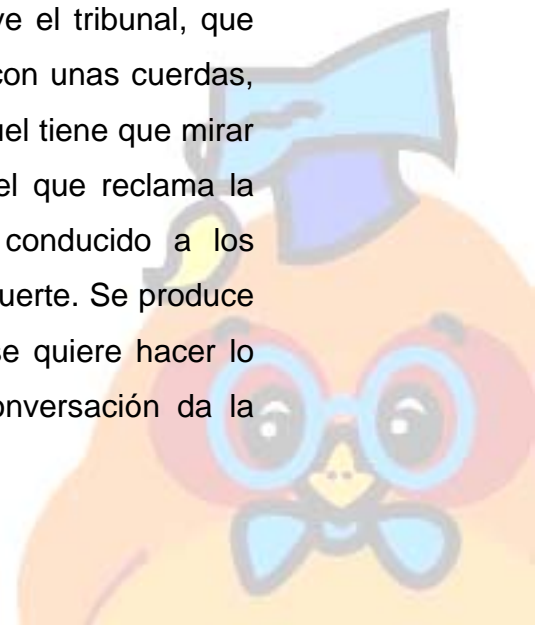 ve el tribunal, que
con unas cuerdas,
uel tiene que mirar
el que reclama la
conducido a los
uerte. Se produce
se quiere hacer lo
onversación da la